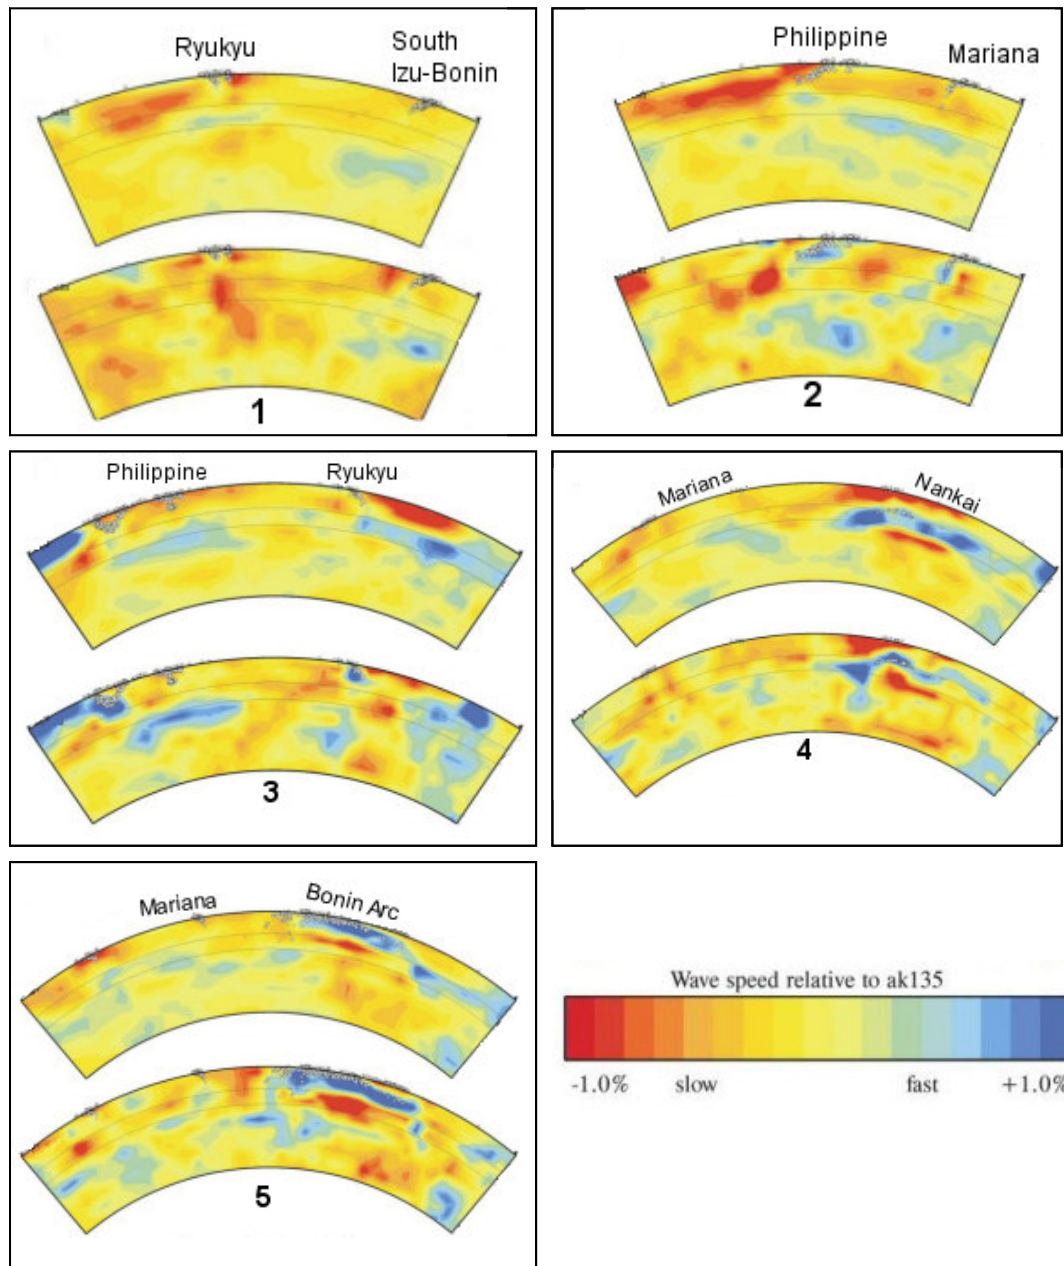 Ryukyu
South
Izu-Bonin
1
Philippine
Mariana
2
Philippine
Ryukyu
3
Mariana
Nankai
4
Mariana
Bonin Arc
5
Wave speed relative to ak135
-1.0% slow fast +1.0%